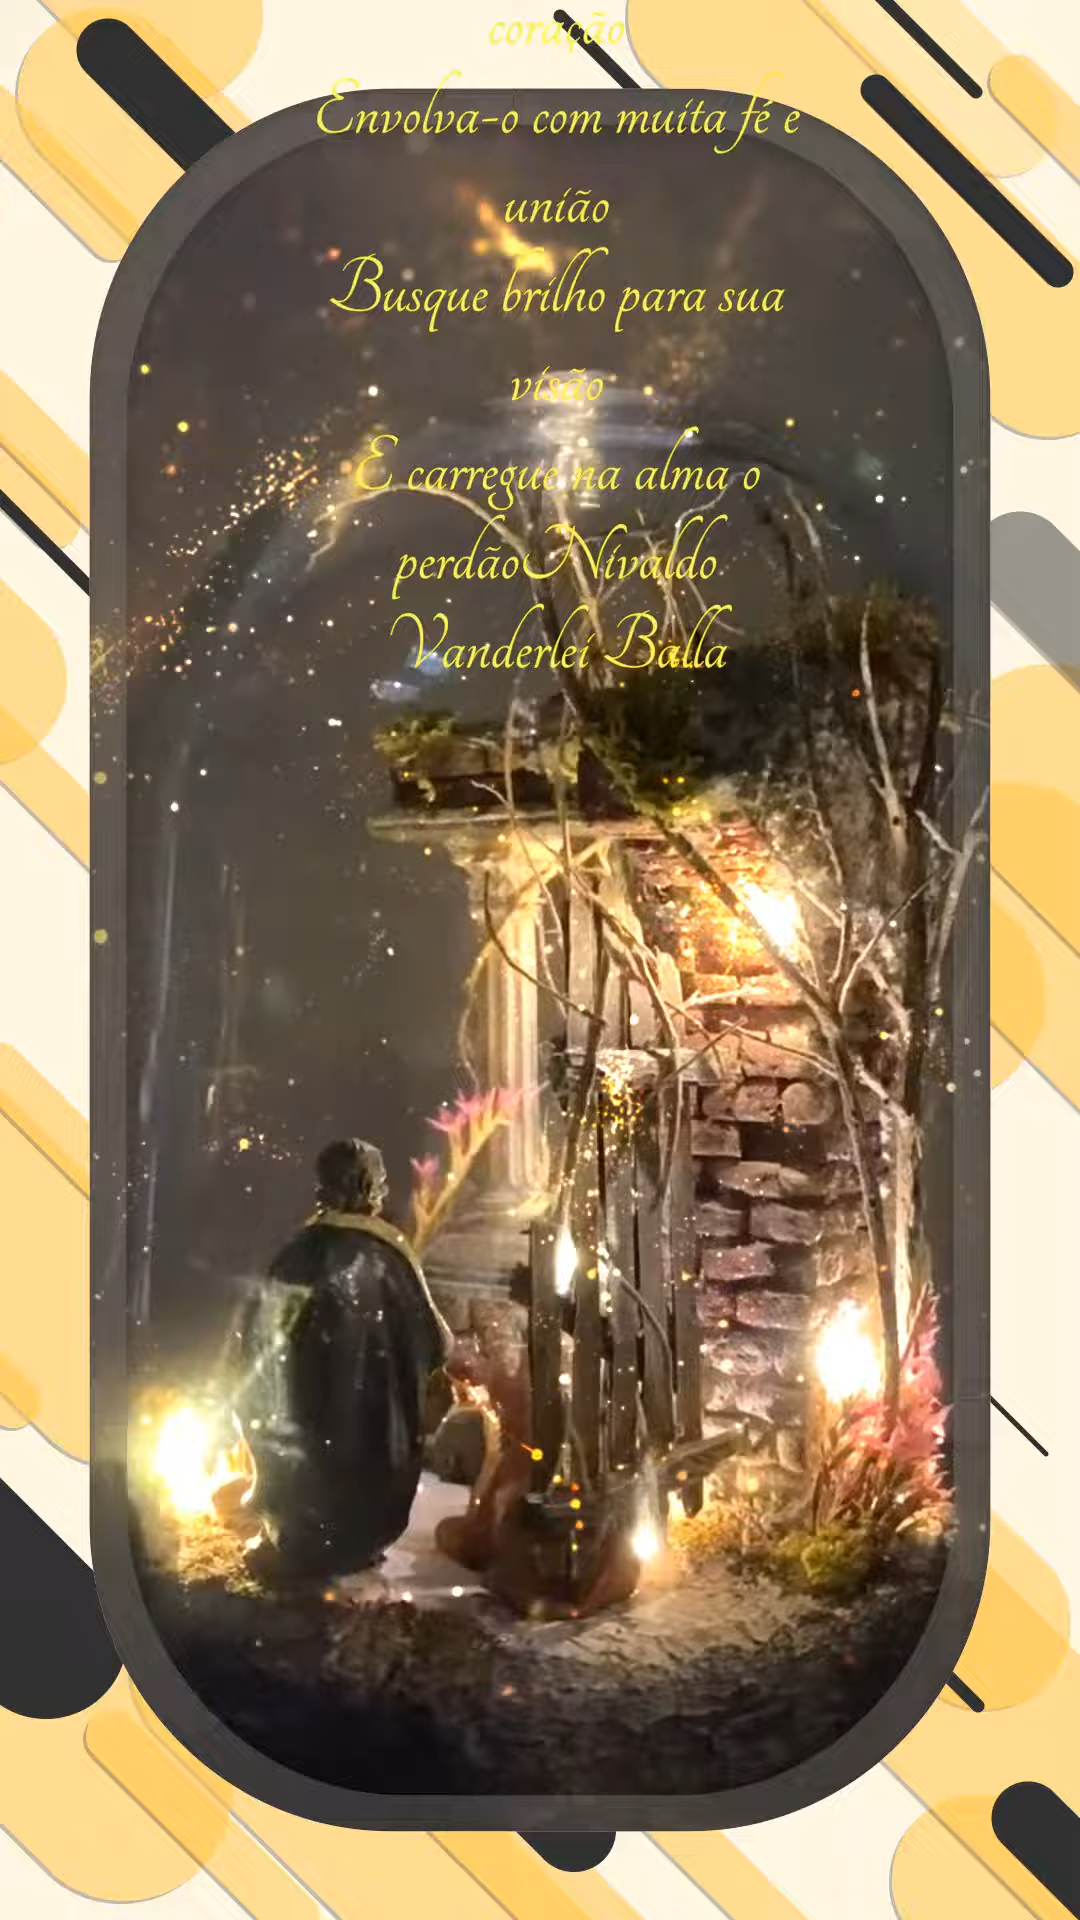 coração
Envolva-o com muita fé e
união
Busque brilho para sua
visão
E carregue na alma o
perdãoNivaldo
Vanderlei Balla